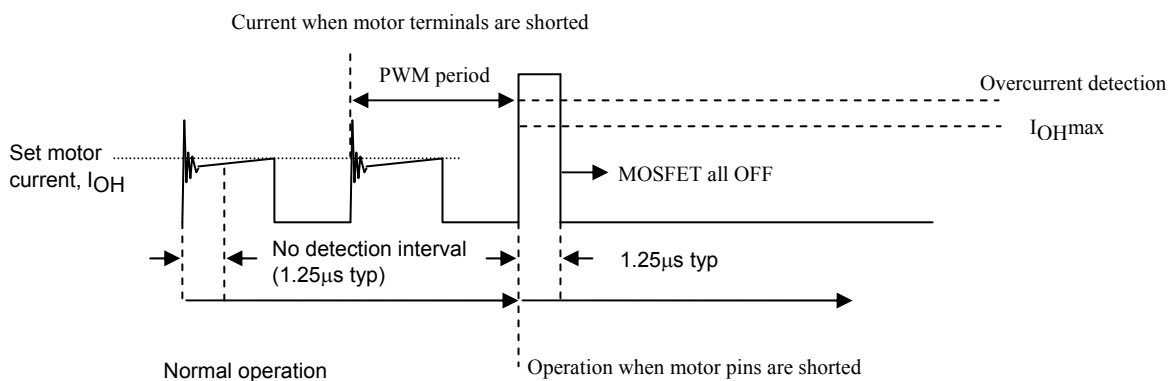 Current when motor terminals are shorted
PWM period
Overcurrent detection
IOHmax
Set motor
current, IOH
MOSFET all OFF
No detection interval
(1.25μs typ)
1.25μs typ
Normal operation
Operation when motor pins are shorted